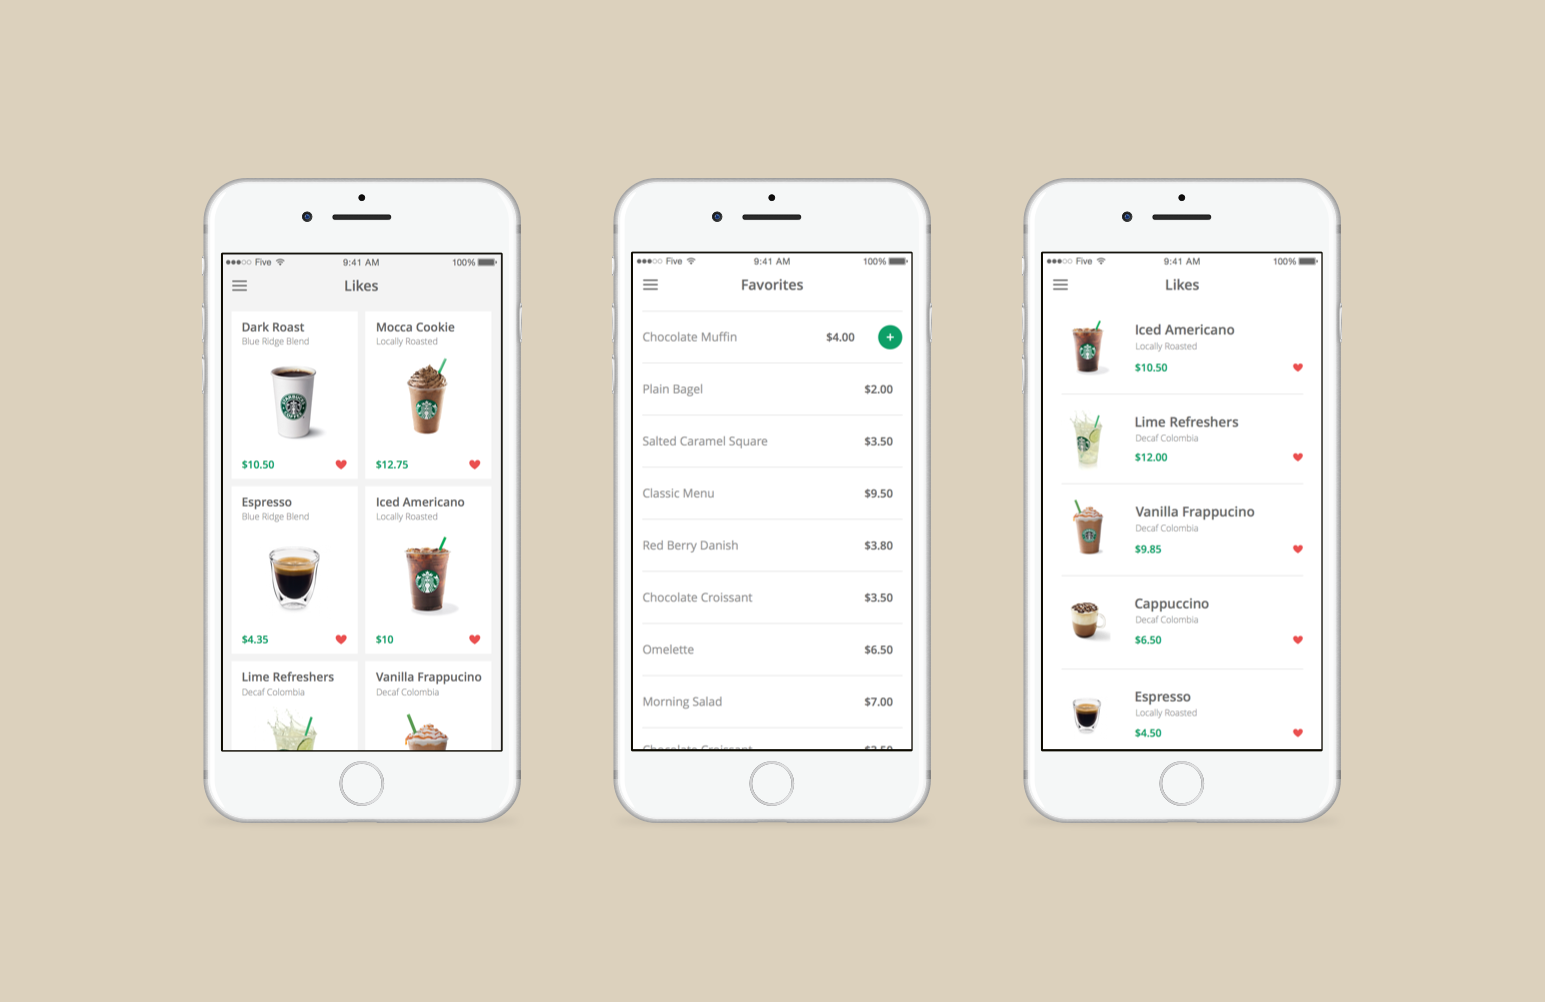 Five
9:41 AM
100%
Likes
Dark Roast
Blue Ridge Blend
$10.50
Mocca Cookie
Locally Roasted
$12.75
Espresso
Blue Ridge Blend
$4.35
Iced Americano
Locally Roasted
$10
Lime Refreshers
Decaf Colombia
Vanilla Frappucino
Decaf Colombia
Five
9:41 AM
100%
Favorites
Chocolate Muffin $4.00 +
Plain Bagel $2.00
Salted Caramel Square $3.50
Classic Menu $9.50
Red Berry Danish $3.80
Chocolate Croissant $3.50
Omelette $6.50
Morning Salad $7.00
Chocolate Croissant $3.50
Five
9:41 AM
100%
Likes
Iced Americano
Locally Roasted
$10.50
Lime Refreshers
Decaf Colombia
$12.00
Vanilla Frappucino
Decaf Colombia
$9.85
Cappuccino
Decaf Colombia
$6.50
Espresso
Locally Roasted
$4.50